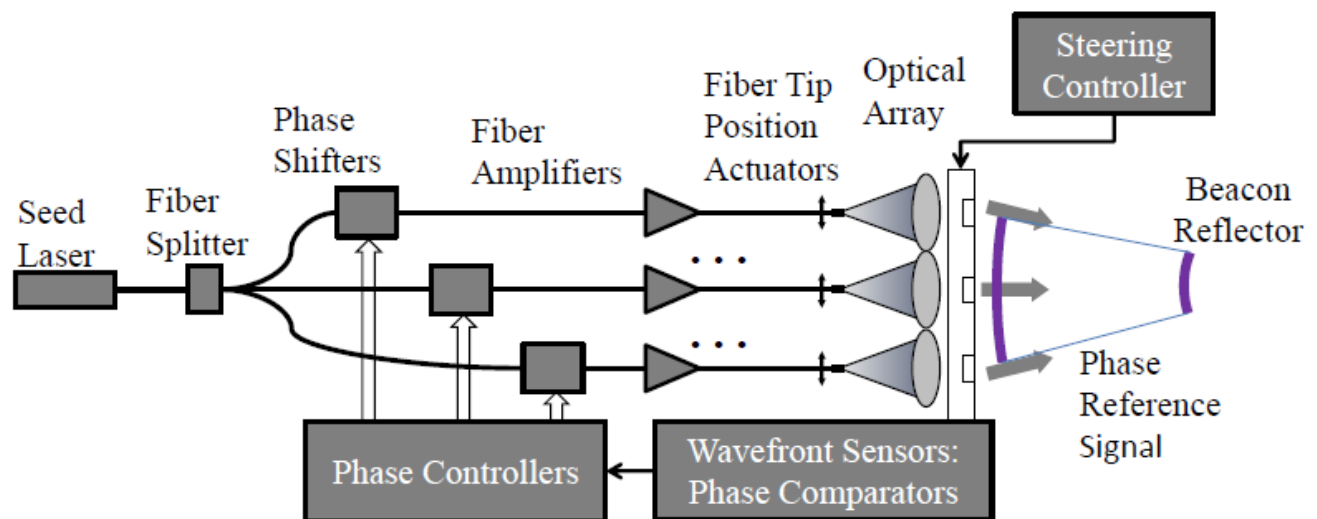 Steering
Controller
Optical
Array
Fiber Tip
Position
Actuators
Phase
Shifters
Fiber
Amplifiers
Beacon
Reflector
Seed
Laser
Fiber
Splitter
. . .
. . .
Phase
Reference
Signal
Phase Controllers
Wavefront Sensors:
Phase Comparators